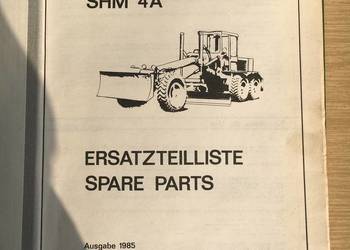 SHM 4A
ERSATZTEILLISTE
SPARE PARTS
Ausgabe 1985